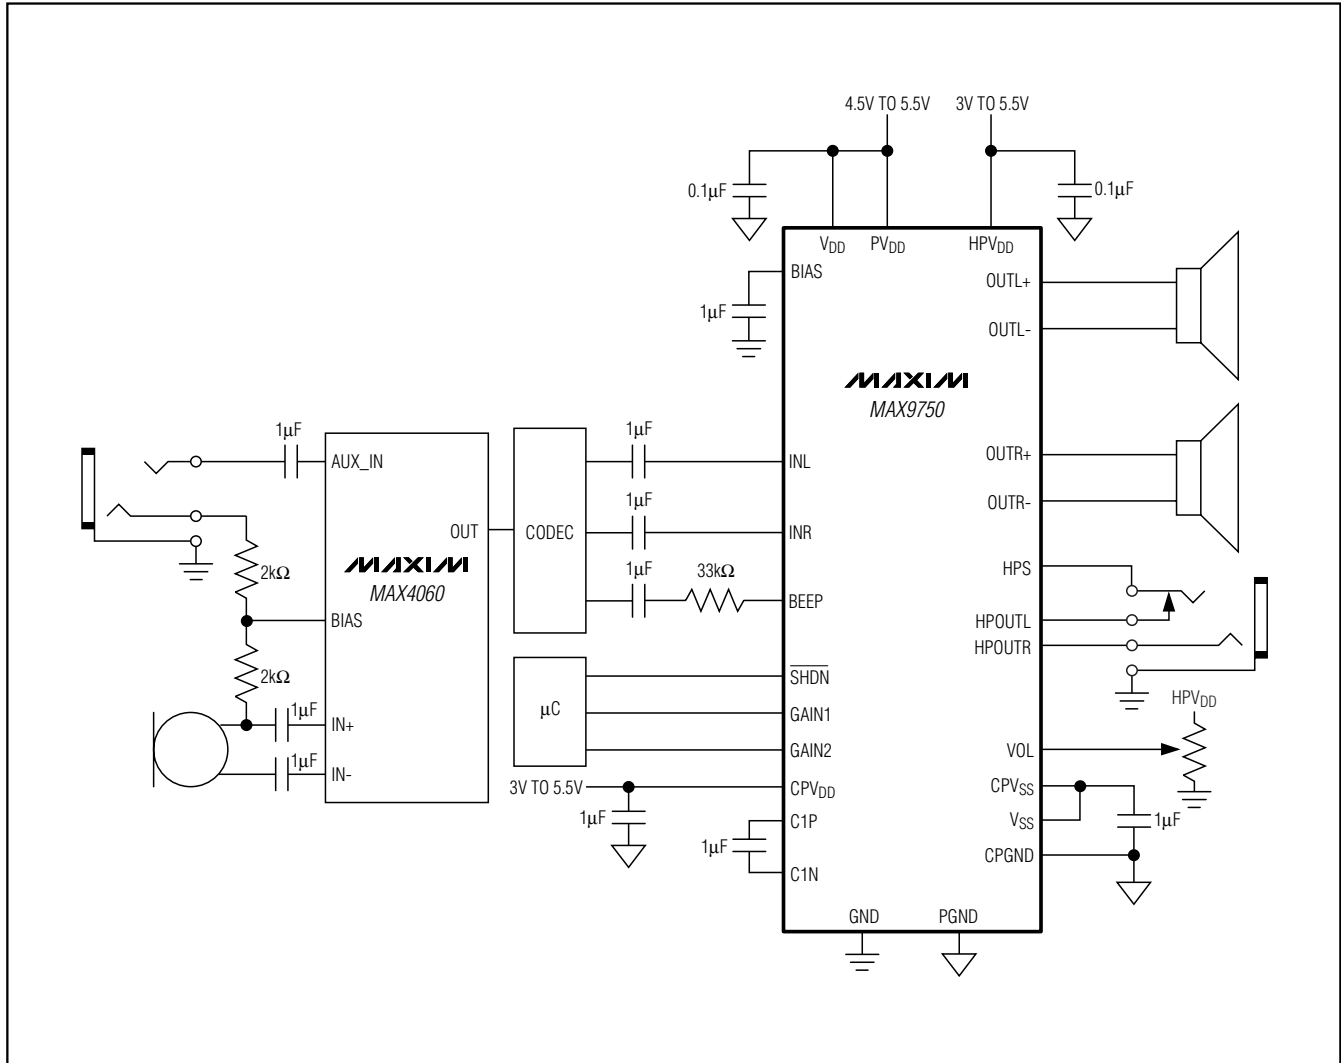 4.5V TO 5.5V
3V TO 5.5V
0.1µF
0.1µF
VDD
PVDD
HPVDD
BIAS
1µF
OUTL+
OUTL-
MAXIM
MAX9750
1µF
AUX_IN
OUT
MAXIM
MAX4060
2kΩ
BIAS
2kΩ
1µF
IN+
1µF
IN-
CODEC
1µF
INL
1µF
INR
1µF
33kΩ
BEEP
OUTR+
OUTR-
HPS
HPOUTL
HPOUTR
µC
SHDN
GAIN1
GAIN2
HPVDD
VOL
3V TO 5.5V
CPVDD
1µF
C1P
1µF
C1N
CPVSS
VSS
1µF
CPGND
GND
PGND